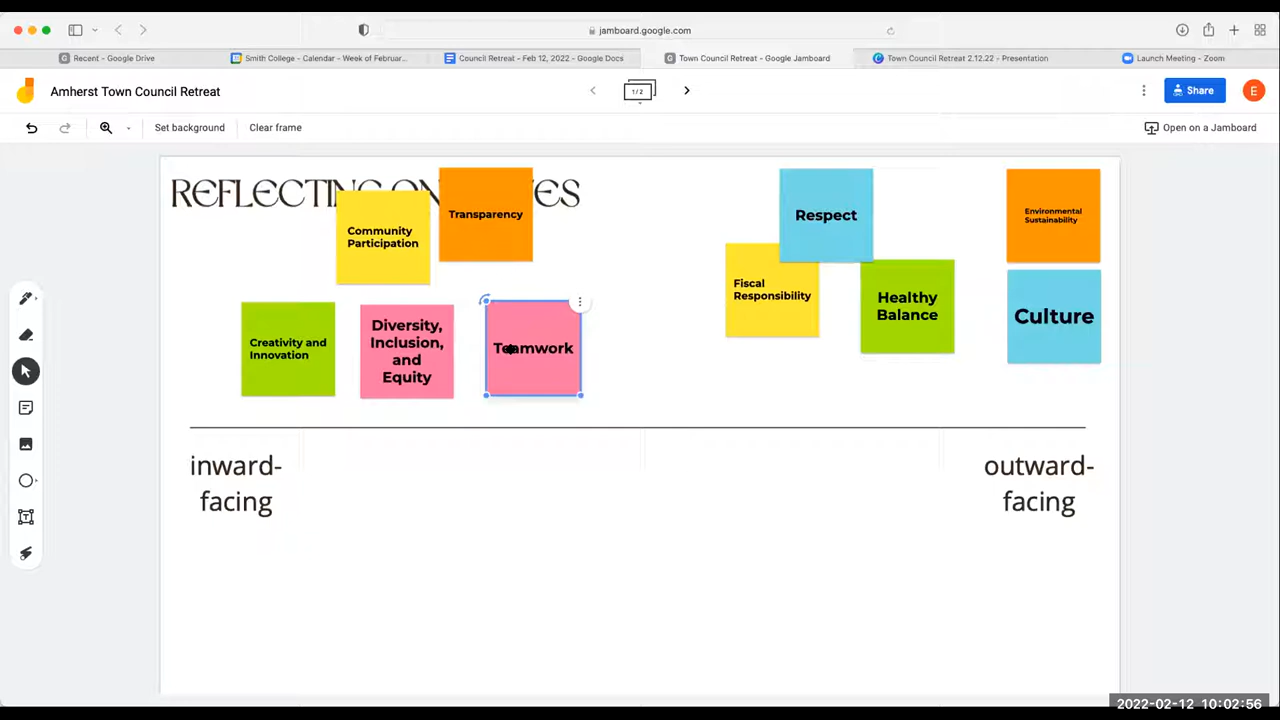 jamboard.google.com
Recent - Google Drive
Smith College - Calendar - Week of Februar...
Council Retreat - Feb 12, 2022 - Google Docs
Town Council Retreat - Google Jamboard
Town Council Retreat 2.12.22 - Presentation
Launch Meeting - Zoom
Amherst Town Council Retreat
1/2
Share
E
Set background
Clear frame
Open on a Jamboard
REFLECTING ON
ES
Community
Participation
Transparency
Respect
Environmental
Sustainability
Fiscal
Responsibility
Healthy
Balance
Culture
Creativity and
Innovation
Diversity,
Inclusion,
and
Equity
Teamwork
inward-
facing
outward-
facing
2022-02-12 10:02:56